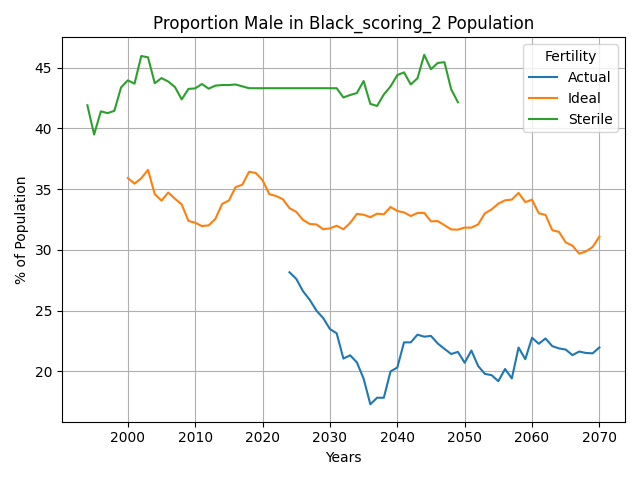 Proportion Male in Black_scoring_2 Population
% of Population
45
40
35
30
25
20
Fertility
Actual
Ideal
Sterile
2000 2010 2020 2030 2040 2050 2060 2070
Years